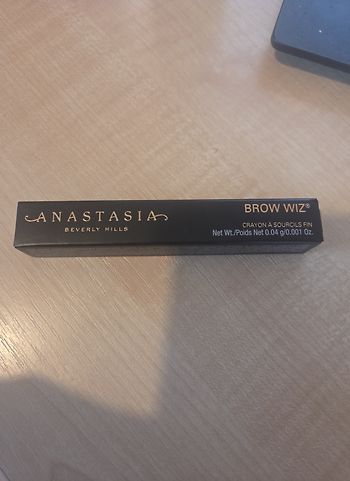 ANASTASIA
BEVERLY HILLS
BROW WIZ®
CRAYON À SOURCILS FIN
Net Wt./Poids Net 0.04 g/0.001 Oz.